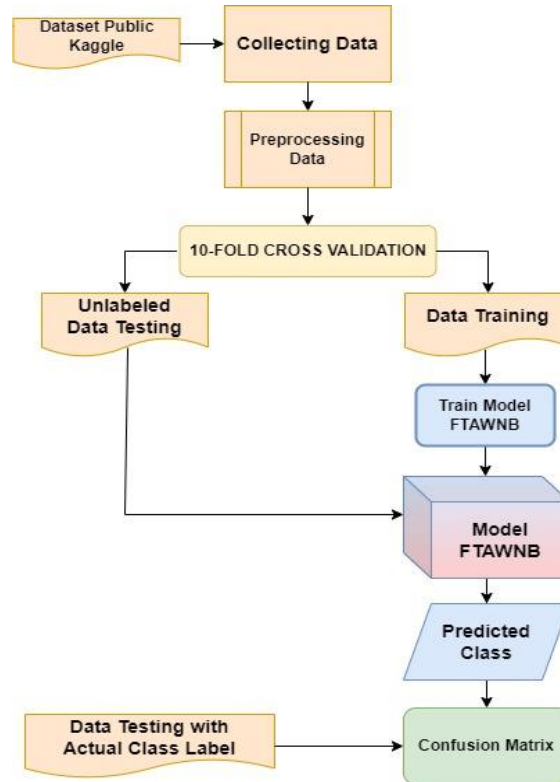 Dataset Public
Kaggle
Collecting Data
Preprocessing
Data
10-FOLD CROSS VALIDATION
Unlabeled
Data Testing
Data Training
Train Model
FTAWNB
Model
FTAWNB
Predicted
Class
Data Testing with
Actual Class Label
Confusion Matrix